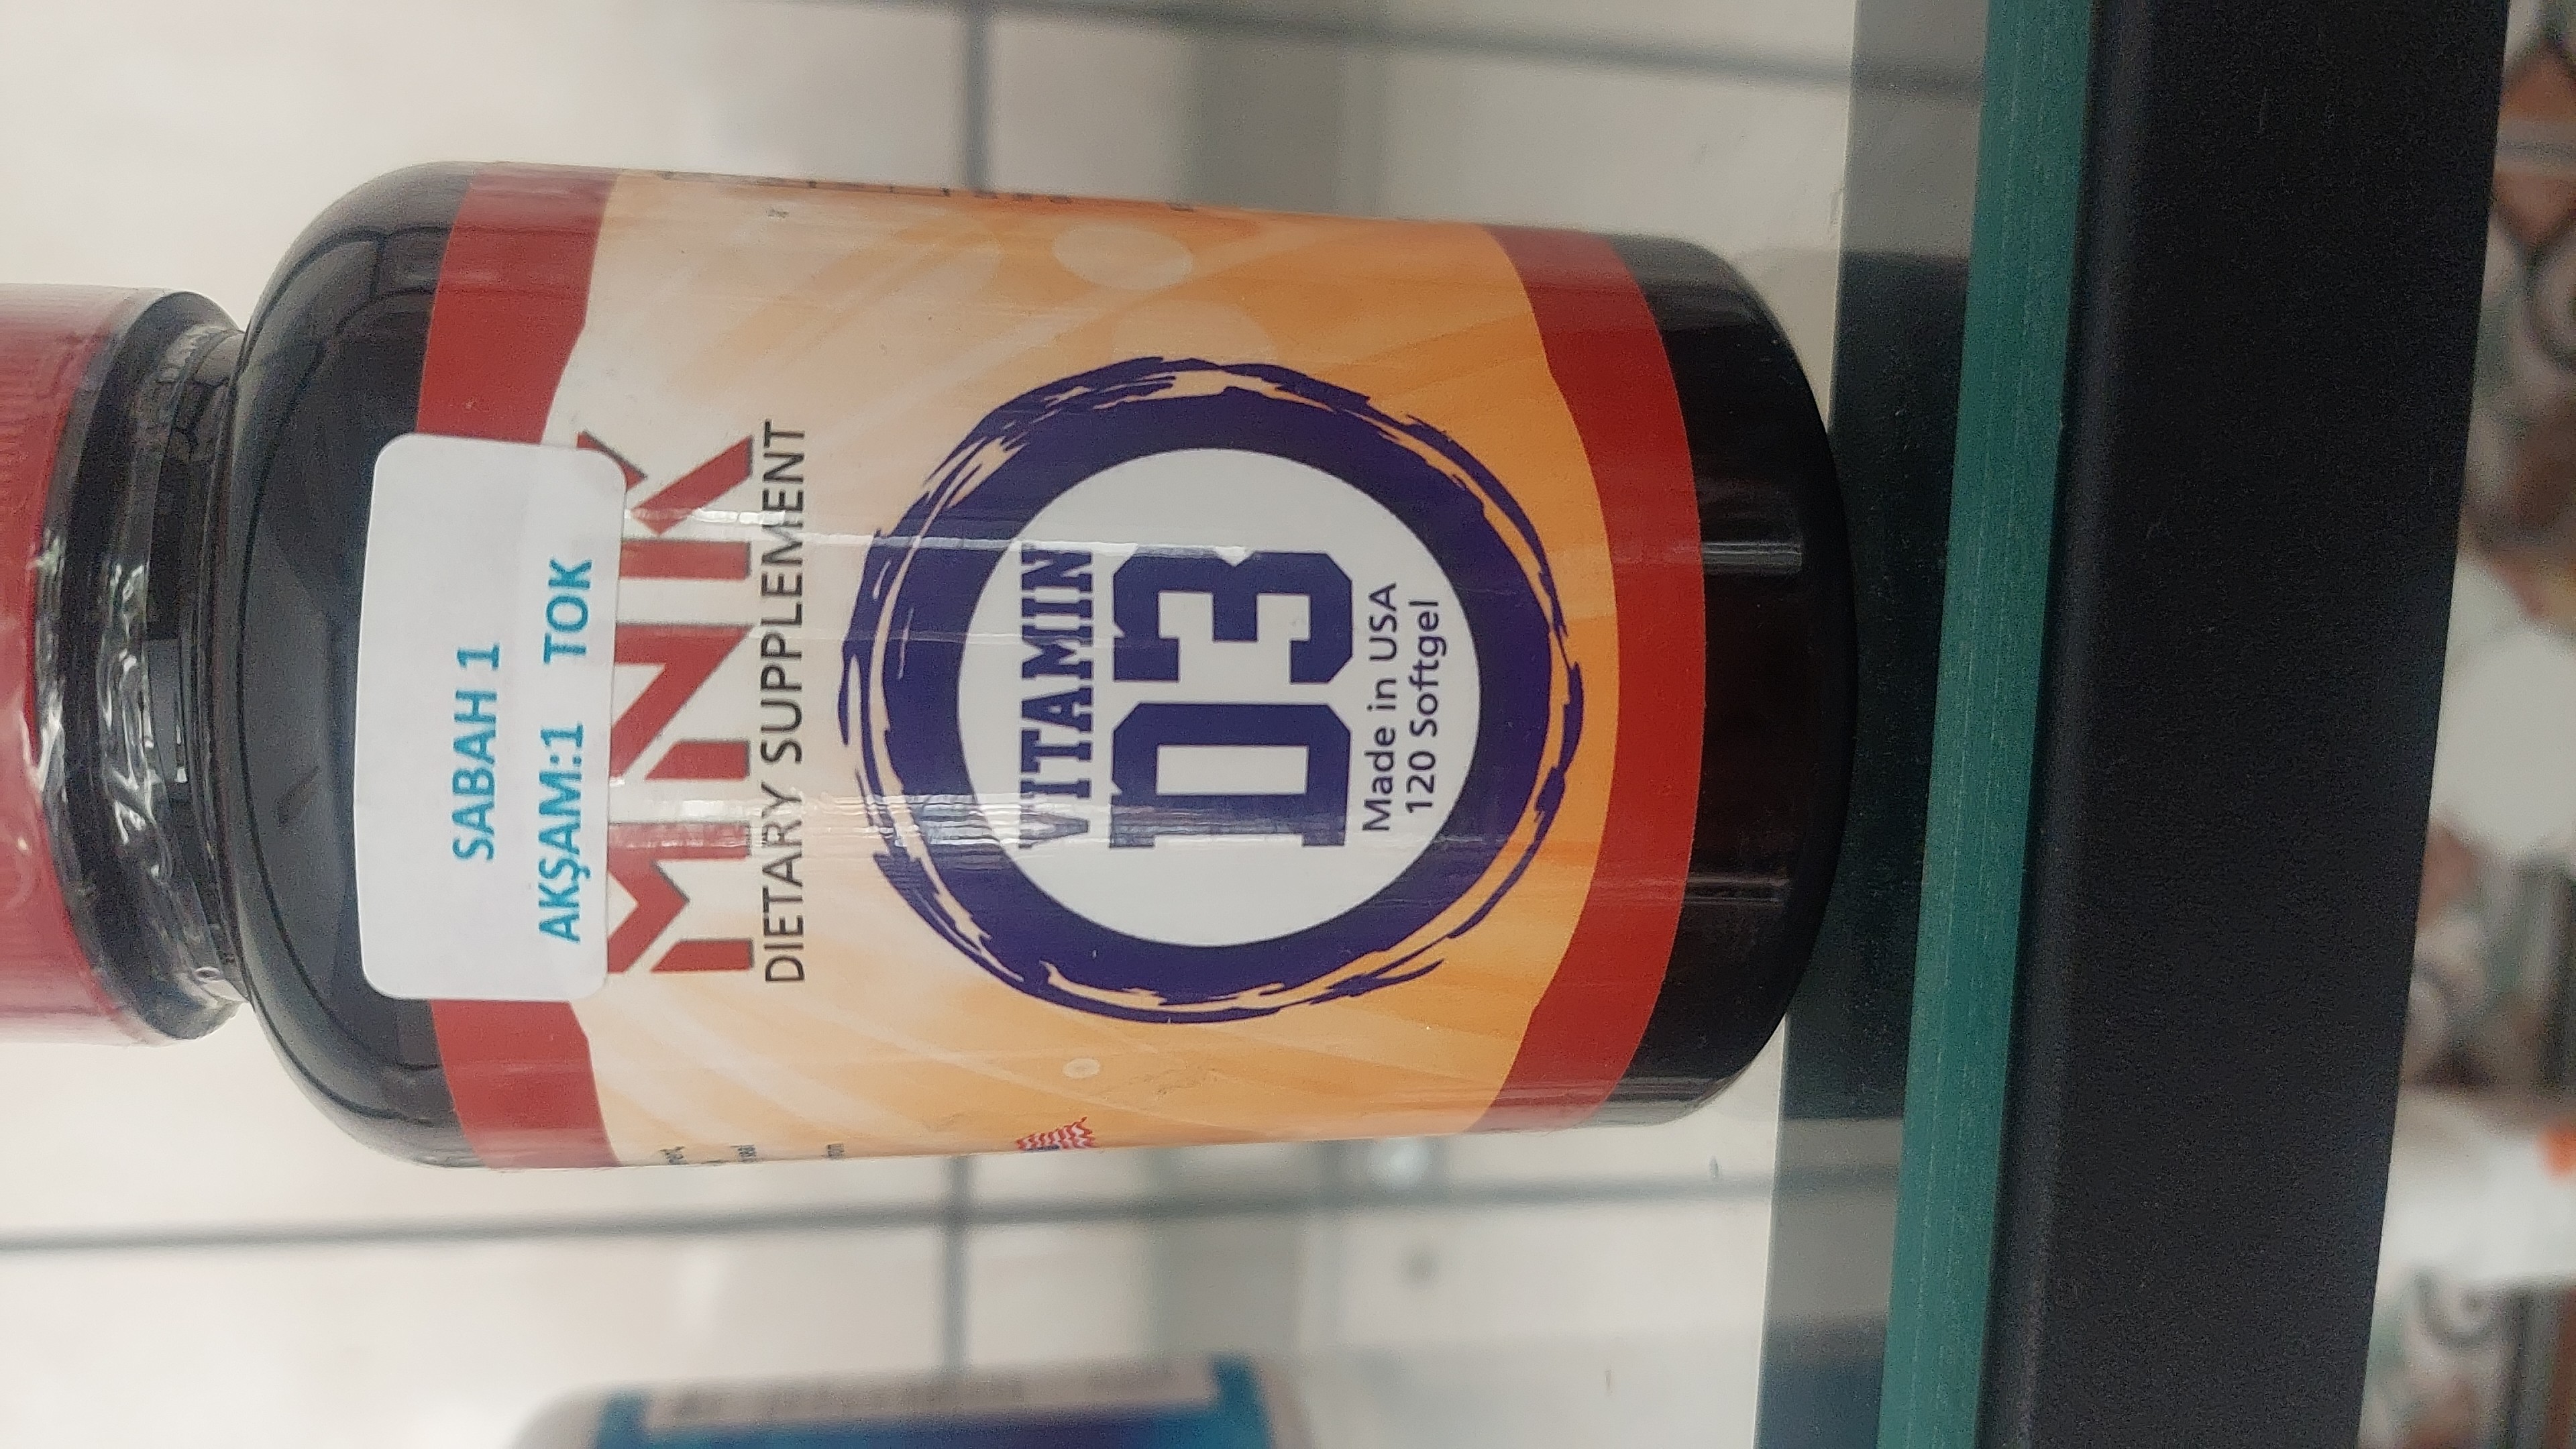 SABAH 1
AKŞAM:1 TOK
MNK
DIETARY SUPPLEMENT
VITAMIN
D3
Made in USA
120 Softgel